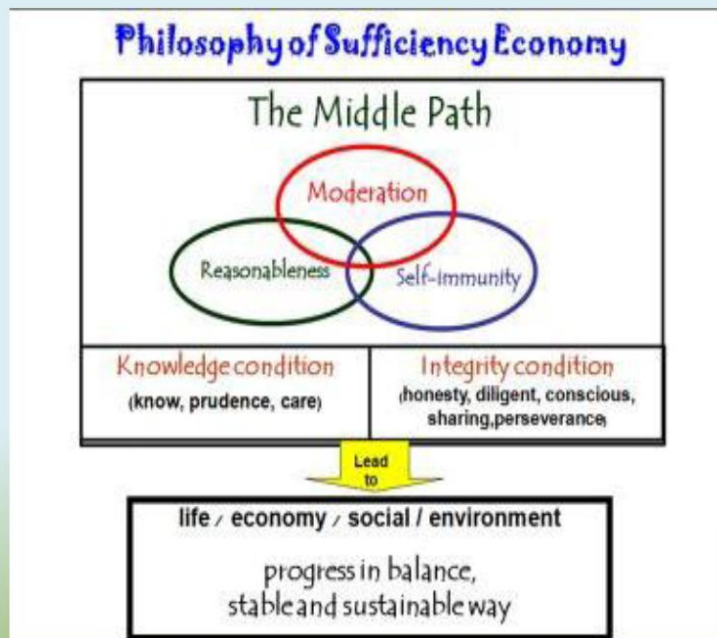 Philosophy of Sufficiency Economy
The Middle Path
Moderation
Reasonableness
Self-immunity
Knowledge condition
(know, prudence, care)
Integrity condition
(honesty, diligent, conscious,
sharing,perseverance)
Lead
to
life / economy / social / environment
progress in balance,
stable and sustainable way